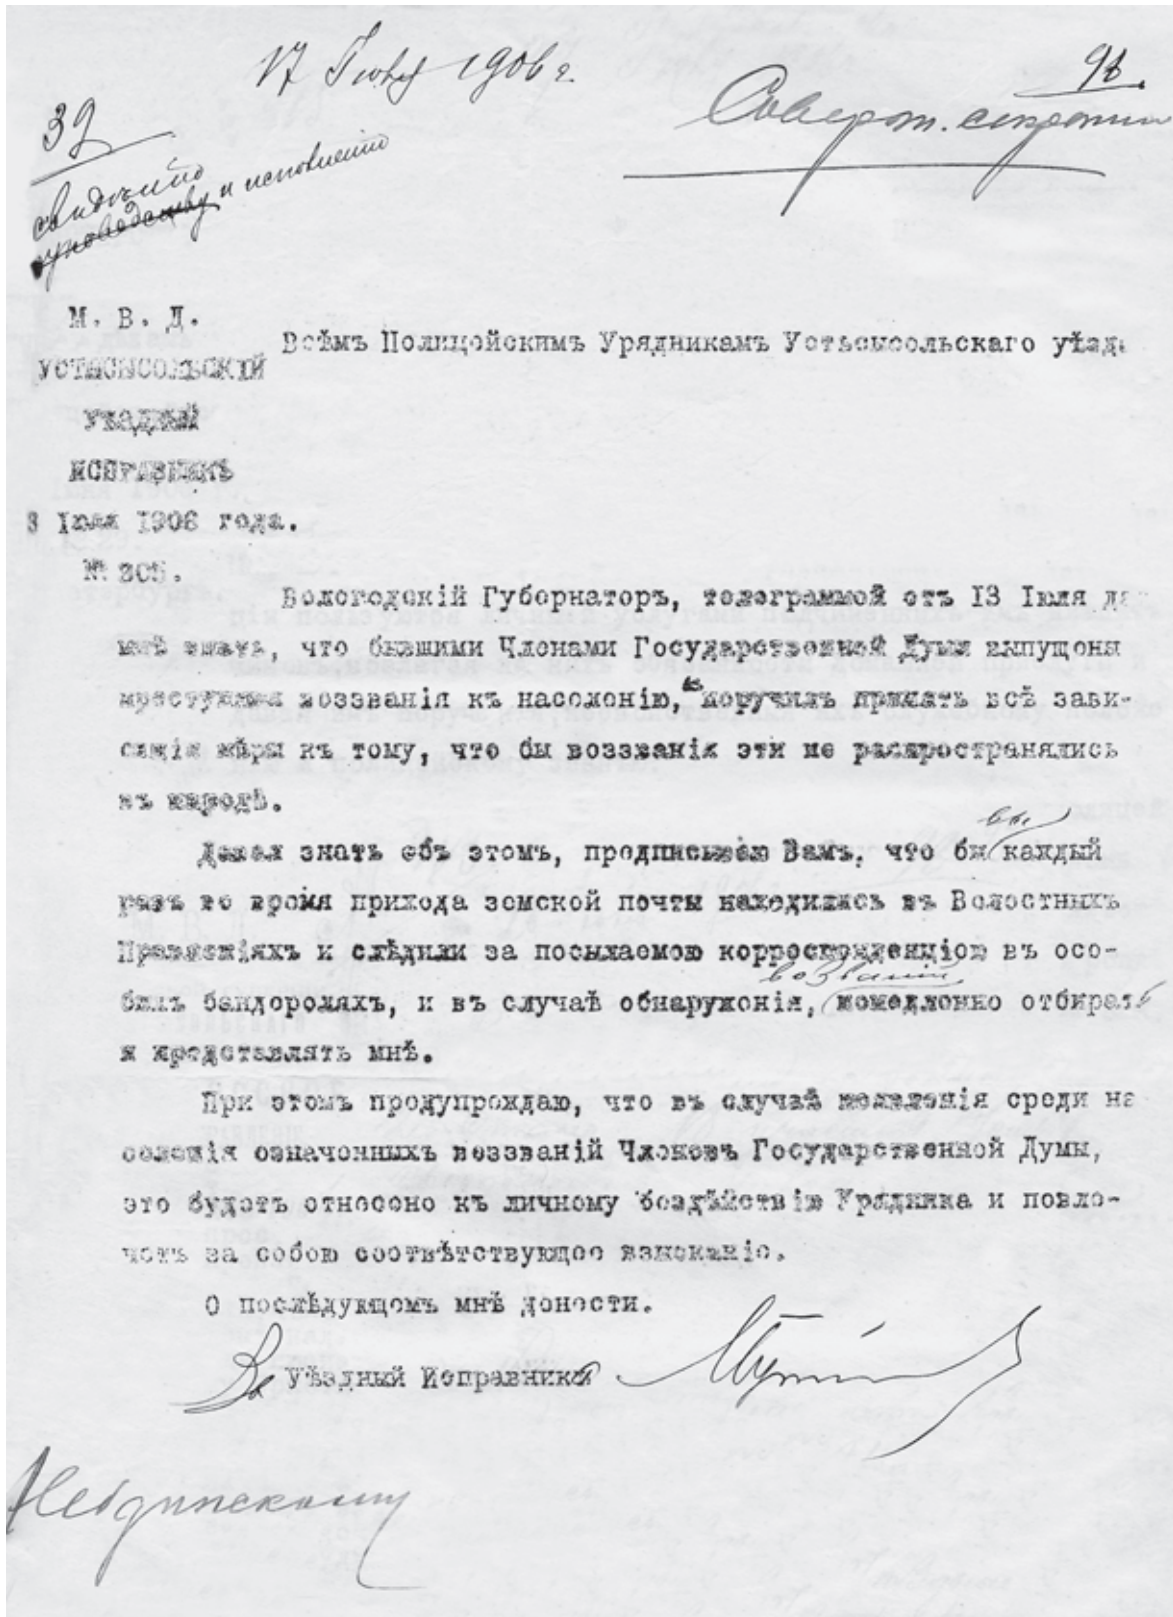 17 Июля 1906 г.
98.
Соверш. секретно
39
къ
руководству и исполнению
М. В. Д.
УСТЬСЫСОЛЬСКІЙ
УѢЗДНЫЙ
ИСПРАВНИКЪ
Іюля 1906 года.
№ 305.
Всѣмъ Полицейскимъ Урядникамъ Устьсысольскаго уѣзда
Вологодскій Губернаторъ, телеграммой отъ 13 Іюля да
мнѣ знать, что бывшими Членами Государственной Думы выпущены
преступныя воззванія къ населенію, и поручилъ принять всѣ зави-
сящія мѣры къ тому, что бы воззванія эти не распространялись
въ народѣ.
Давая знать объ этомъ, предписываю Вамъ, что бы вы каждый
разъ во время прихода земской почты находились въ Волостныхъ
Правленіяхъ и слѣдили за посылаемою корреспонденціею въ осо-
быхъ бандероляхъ, и въ случаѣ обнаруженія, воззваній немедленно отбирать
и представлять мнѣ.
При этомъ предупреждаю, что въ случаѣ появленія среди на
селенія означенныхъ воззваній Членовъ Государственной Думы,
это будетъ отнесено къ личному бездѣйствію Урядника и повле-
четъ за собою соотвѣтствующее взысканіе.
О послѣдующемъ мнѣ донести.
Уѣздный Исправникъ